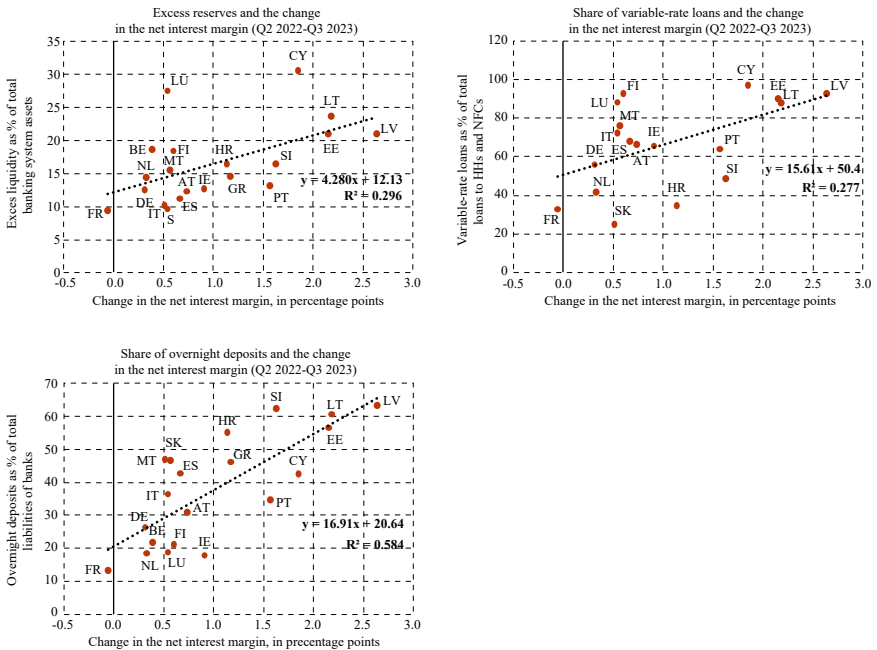 Excess reserves and the change
in the net interest margin (Q2 2022-Q3 2023)
Exces liquidity as % of total
banking system assets
35
30
25
20
15
10
5
0
CY
LU
LT
LV
EE
BE
FI
HR
SI
NL
MT
AT
IE
GR
PT
DE
IT
S
ES
FR
y = 4.280x + 12.13
R² = 0.296
-0.5
0.0
0.5
1.0
1.5
2.0
2.5
3.0
Change in the net interest margin, in percentage points
Share of variable-rate loans and the change
in the net interest margin (Q2 2022-Q3 2023)
Variable-rate loans as % of total
loans to HHs and NFCs
120
100
80
60
40
20
0
CY
FI
EE
LV
LU
LT
MT
IT
IE
PT
DE
ES
AT
SI
NL
HR
FR
SK
y = 15.61x + 50.4
R² = 0.277
-0.5
0.0
0.5
1.0
1.5
2.0
2.5
3.0
Change in the net interest margin, in percentage points
Share of overnight deposits and the change
in the net interest margin (Q2 2022-Q3 2023)
Overnight deposits as % of total
liabilities of banks
70
60
50
40
30
20
10
0
SI
LT
LV
HR
EE
SK
GR
MT
ES
CY
IT
AT
PT
DE
BE
FI
IE
NL
LU
FR
y = 16.91x + 20.64
R² = 0.584
-0.5
0.0
0.5
1.0
1.5
2.0
2.5
3.0
Change in the net interest margin, in percentage points